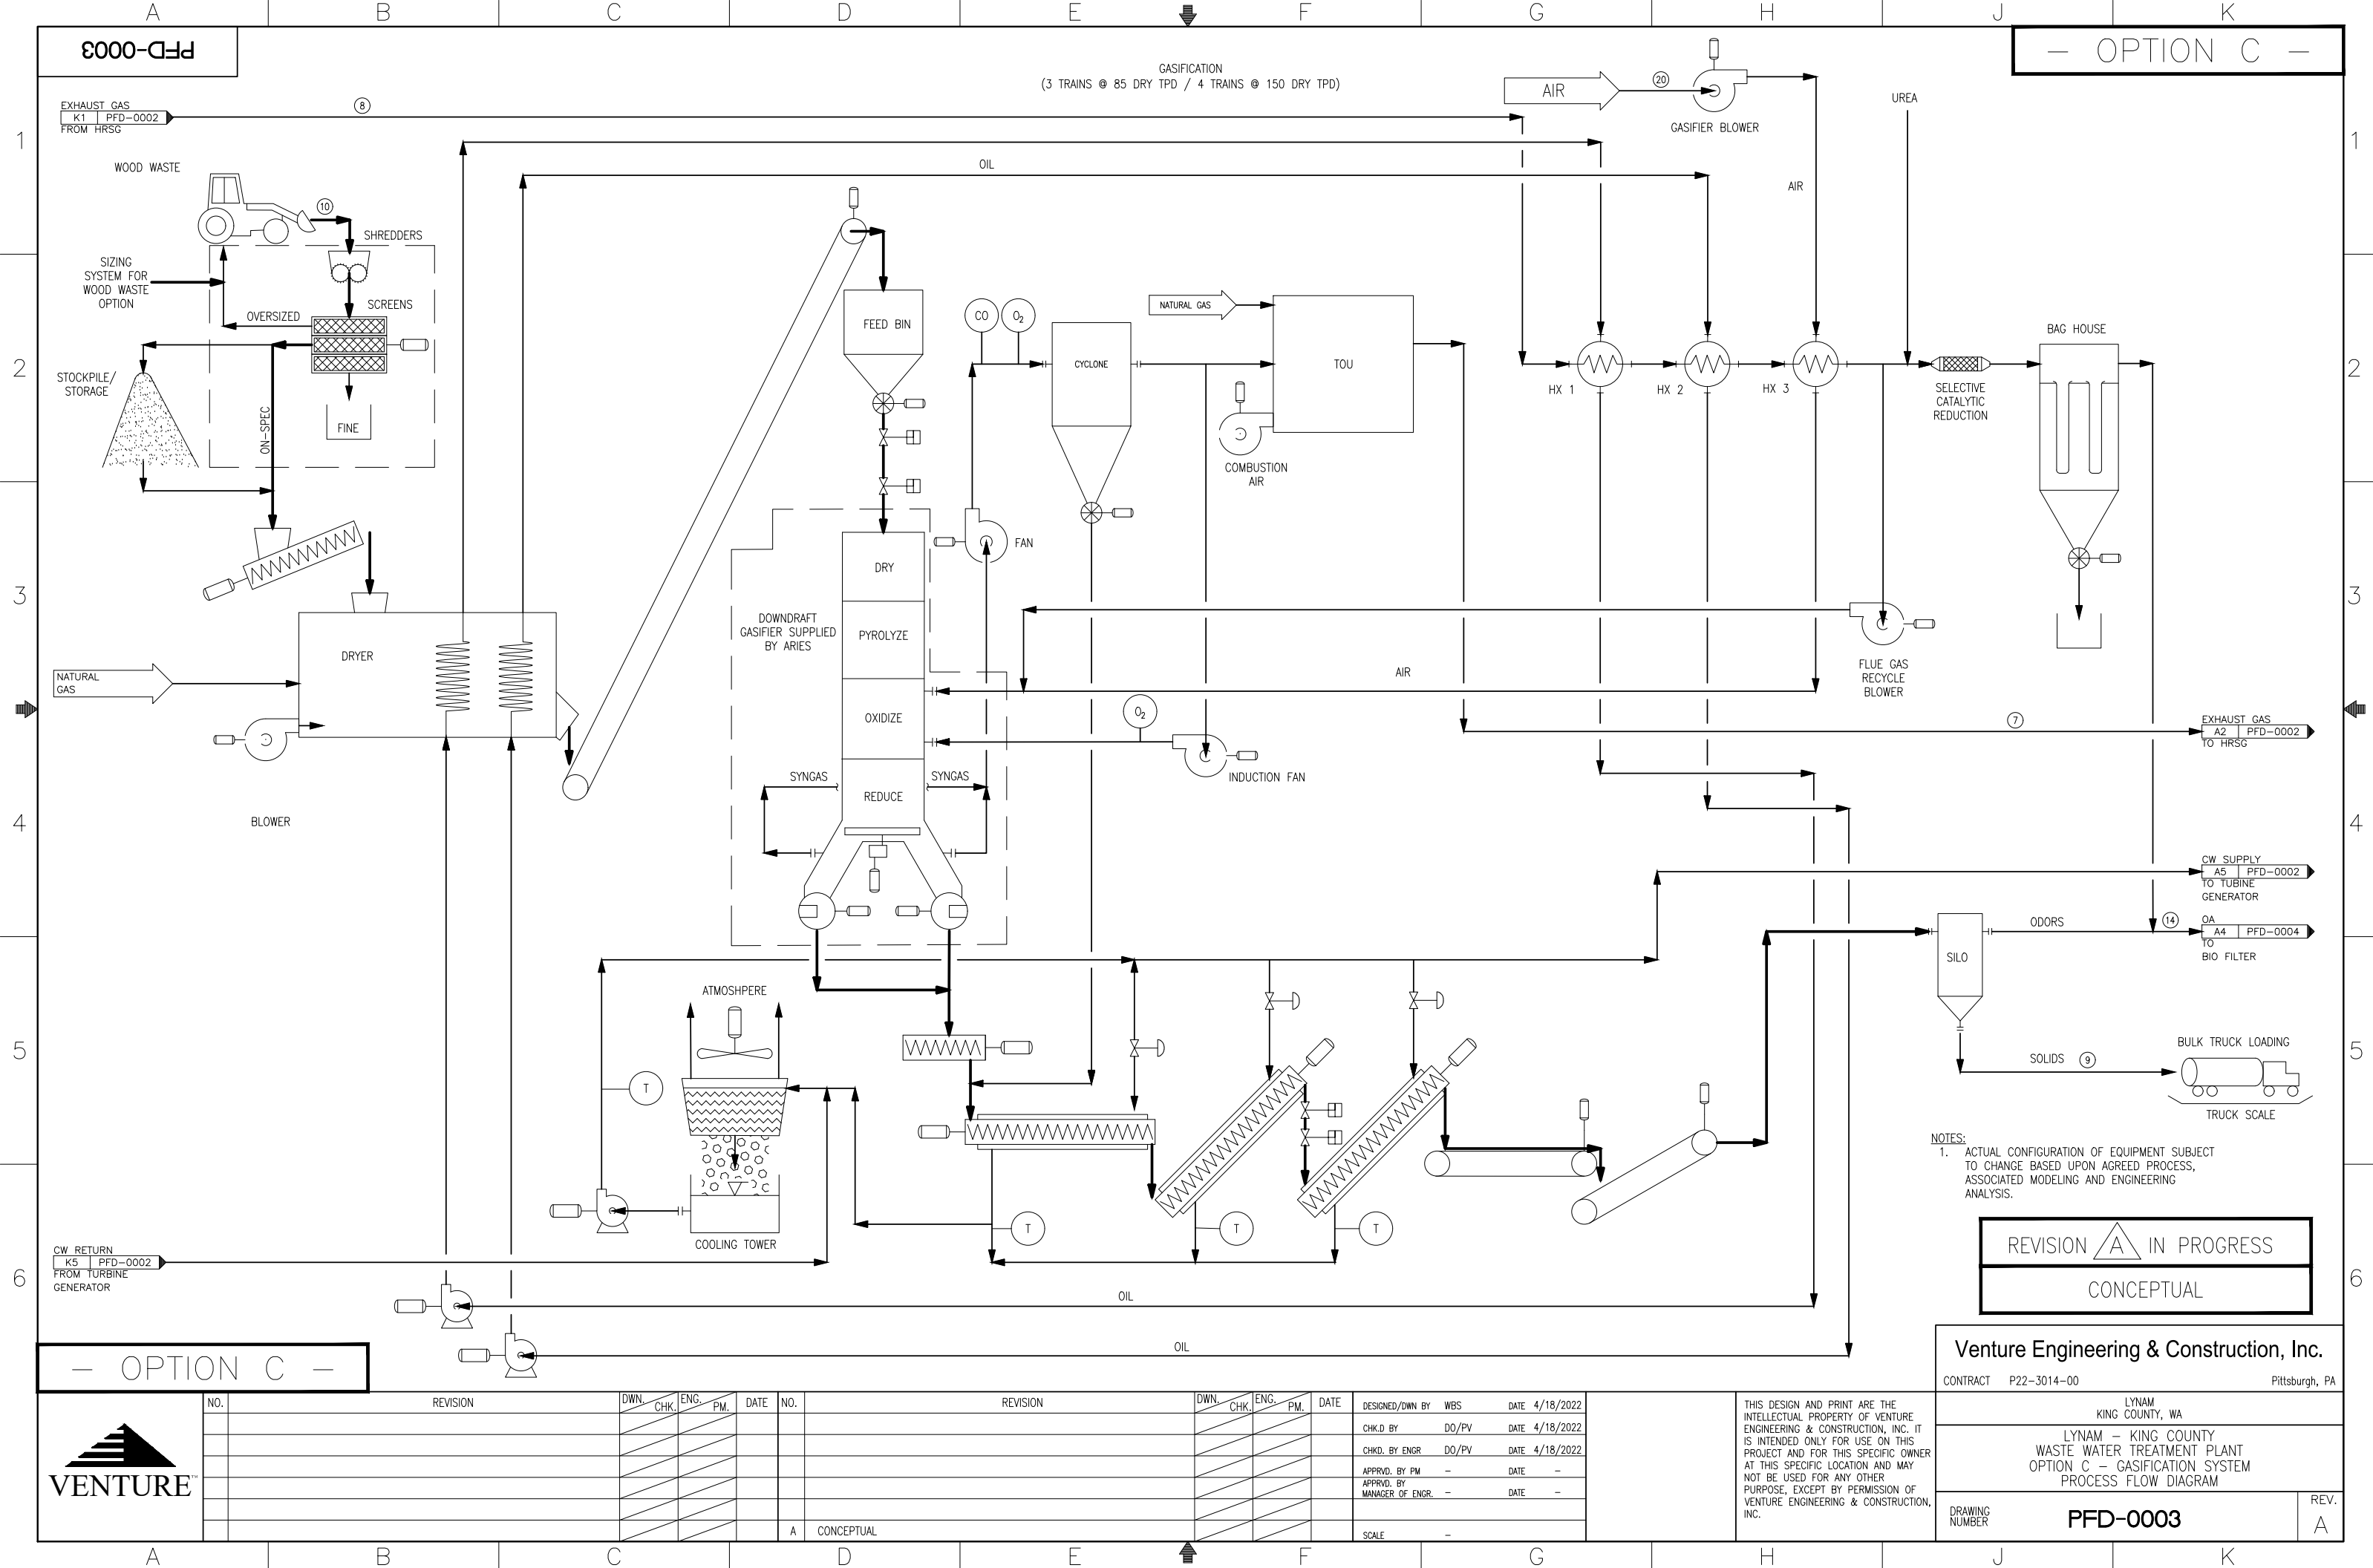 A B C D E F G H J K
PFD-0003
- OPTION C -
GASIFICATION
(3 TRAINS @ 85 DRY TPD / 4 TRAINS @ 150 DRY TPD)
AIR
20
GASIFIER BLOWER
UREA
EXHAUST GAS
K1 PFD-0002
FROM HRSG
8
1
1
WOOD WASTE
OIL
AIR
10
SHREDDERS
SIZING
SYSTEM FOR
WOOD WASTE
OPTION
SCREENS
OVERSIZED
FEED BIN
CO
O2
NATURAL GAS
CYCLONE
TOU
BAG HOUSE
2
2
STOCKPILE/
STORAGE
ON-SPEC
FINE
HX 1
HX 2
HX 3
SELECTIVE
CATALYTIC
REDUCTION
COMBUSTION
AIR
FAN
DRY
3
3
DOWNDRAFT
GASIFIER SUPPLIED
BY ARIES
PYROLYZE
DRYER
NATURAL
GAS
AIR
FLUE GAS
RECYCLE
BLOWER
OXIDIZE
O2
7
EXHAUST GAS
A2 PFD-0002
TO HRSG
INDUCTION FAN
SYNGAS
SYNGAS
REDUCE
BLOWER
4
4
CW SUPPLY
A5 PFD-0002
TO TUBINE
GENERATOR
ODORS
14
OA
A4 PFD-0004
TO
BIO FILTER
SILO
ATMOSHPERE
5
5
BULK TRUCK LOADING
SOLIDS
9
TRUCK SCALE
T
NOTES:
1. ACTUAL CONFIGURATION OF EQUIPMENT SUBJECT
TO CHANGE BASED UPON AGREED PROCESS,
ASSOCIATED MODELING AND ENGINEERING
ANALYSIS.
T
T
T
COOLING TOWER
CW RETURN
K5 PFD-0002
FROM TURBINE
GENERATOR
6
6
REVISION A IN PROGRESS
CONCEPTUAL
OIL
OIL
- OPTION C -
Venture Engineering & Construction, Inc.
CONTRACT P22-3014-00 Pittsburgh, PA
VENTURE™
NO. REVISION DWN. CHK. ENG. PM. DATE NO. REVISION DWN. CHK. ENG. PM. DATE
A CONCEPTUAL
DESIGNED/DWN BY WBS DATE 4/18/2022
CHK.D BY DO/PV DATE 4/18/2022
CHKD. BY ENGR DO/PV DATE 4/18/2022
APPRVD. BY PM - DATE -
APPRVD. BY
MANAGER OF ENGR. - DATE -
SCALE -
THIS DESIGN AND PRINT ARE THE
INTELLECTUAL PROPERTY OF VENTURE
ENGINEERING & CONSTRUCTION, INC. IT
IS INTENDED ONLY FOR USE ON THIS
PROJECT AND FOR THIS SPECIFIC OWNER
AT THIS SPECIFIC LOCATION AND MAY
NOT BE USED FOR ANY OTHER
PURPOSE, EXCEPT BY PERMISSION OF
VENTURE ENGINEERING & CONSTRUCTION,
INC.
LYNAM
KING COUNTY, WA
LYNAM - KING COUNTY
WASTE WATER TREATMENT PLANT
OPTION C - GASIFICATION SYSTEM
PROCESS FLOW DIAGRAM
DRAWING
NUMBER
PFD-0003
REV.
A
A B C D E F G H J K